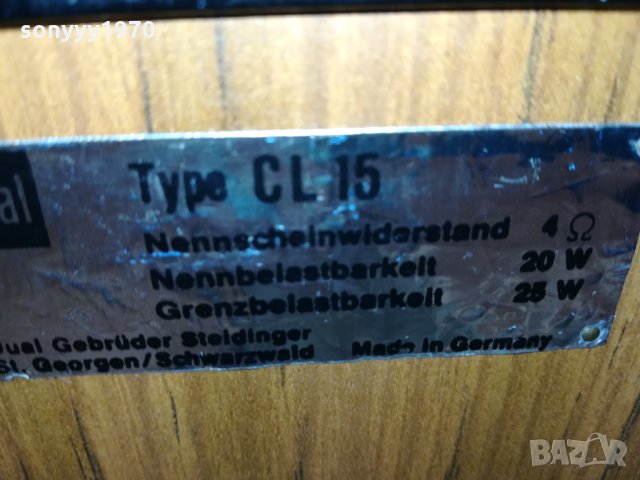 sonyyy1970
al
Type CL 15
Nennscheinwiderstand 4 Ω
Nennbelastbarkeit 20 W
Grenzbelastbarkeit 25 W
Dual Gebrüder Steidinger
St. Georgen/Schwarzwald Made in Germany
BAZAR